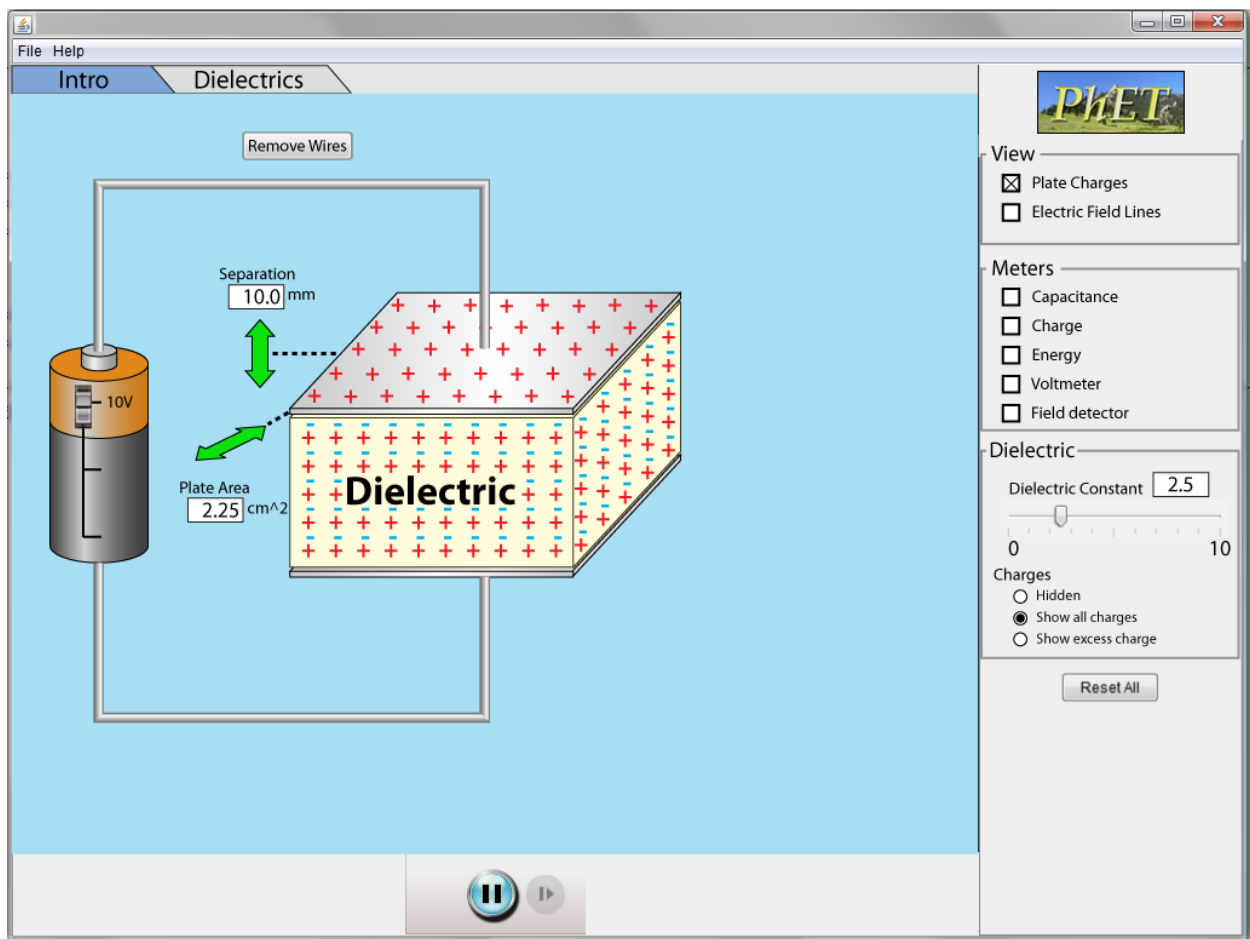 File Help
Intro
Dielectrics
PhET
Remove Wires
View
Plate Charges
Electric Field Lines
Separation
10.0 mm
10V
Plate Area
2.25 cm^2
Dielectric
Meters
Capacitance
Charge
Energy
Voltmeter
Field detector
Dielectric
Dielectric Constant 2.5
0 10
Charges
Hidden
Show all charges
Show excess charge
Reset All